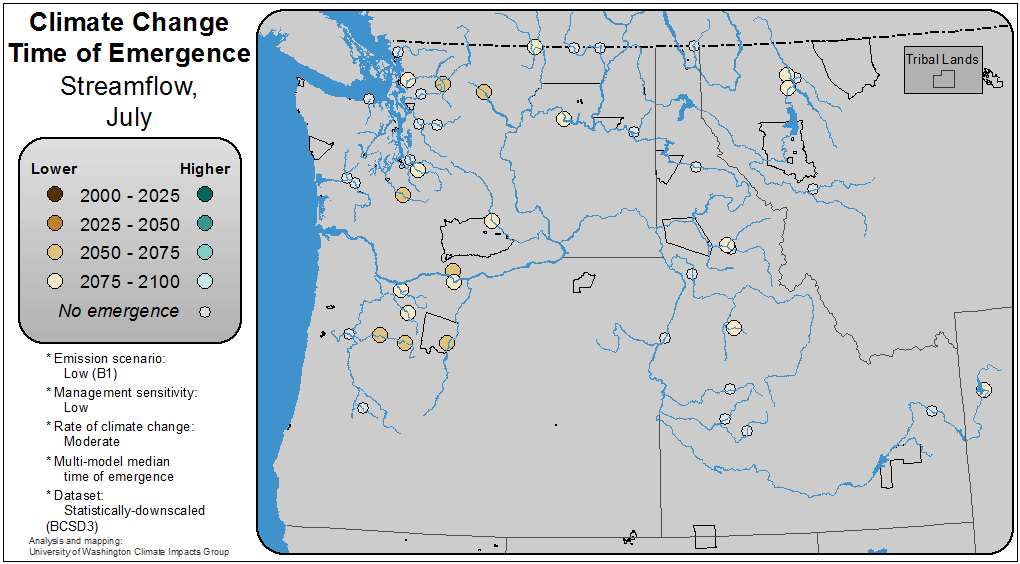 Climate Change
Time of Emergence
Streamflow,
July
Lower Higher
2000 - 2025
2025 - 2050
2050 - 2075
2075 - 2100
No emergence
* Emission scenario:
Low (B1)
* Management sensitivity:
Low
* Rate of climate change:
Moderate
* Multi-model median
time of emergence
* Dataset:
Statistically-downscaled
(BCSD3)
Analysis and mapping:
University of Washington Climate Impacts Group
Tribal Lands